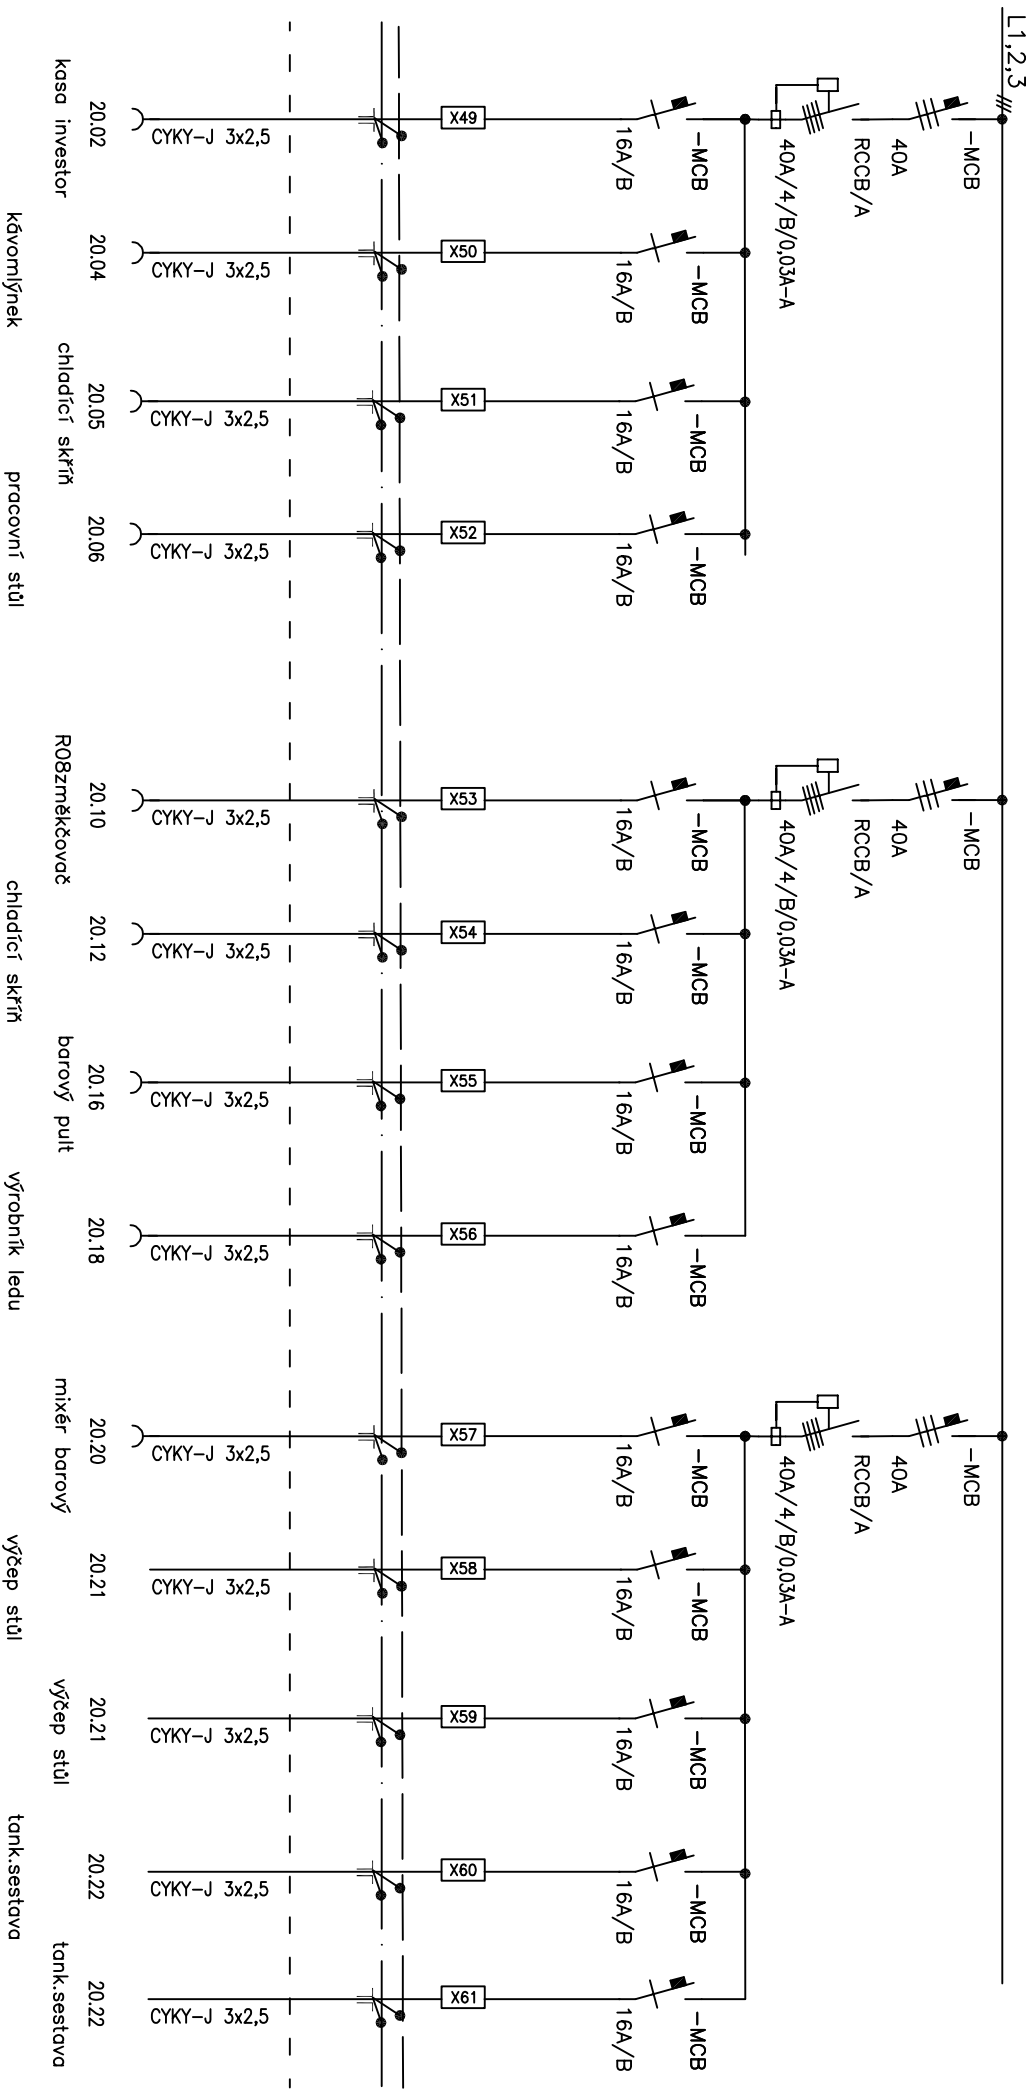 L1,2,3
-MCB
40A
RCCB/A
40A/4/B/0,03A-A
-MCB
16A/B
X49
CYKY-J 3x2,5
20.02
kasa investor
-MCB
16A/B
X50
CYKY-J 3x2,5
20.04
kávomlýnek
-MCB
16A/B
X51
CYKY-J 3x2,5
20.05
chladící skříň
-MCB
16A/B
X52
CYKY-J 3x2,5
20.06
pracovní stůl
-MCB
40A
RCCB/A
40A/4/B/0,03A-A
-MCB
16A/B
X53
CYKY-J 3x2,5
20.10
R08změkčovač
-MCB
16A/B
X54
CYKY-J 3x2,5
20.12
chladící skříň
-MCB
16A/B
X55
CYKY-J 3x2,5
20.16
barový pult
-MCB
16A/B
X56
CYKY-J 3x2,5
20.18
výrobník ledu
-MCB
40A
RCCB/A
40A/4/B/0,03A-A
-MCB
16A/B
X57
CYKY-J 3x2,5
20.20
mixér barový
-MCB
16A/B
X58
CYKY-J 3x2,5
20.21
výčep stůl
-MCB
16A/B
X59
CYKY-J 3x2,5
20.21
výčep stůl
-MCB
16A/B
X60
CYKY-J 3x2,5
20.22
tank.sestava
-MCB
16A/B
X61
CYKY-J 3x2,5
20.22
tank.sestava